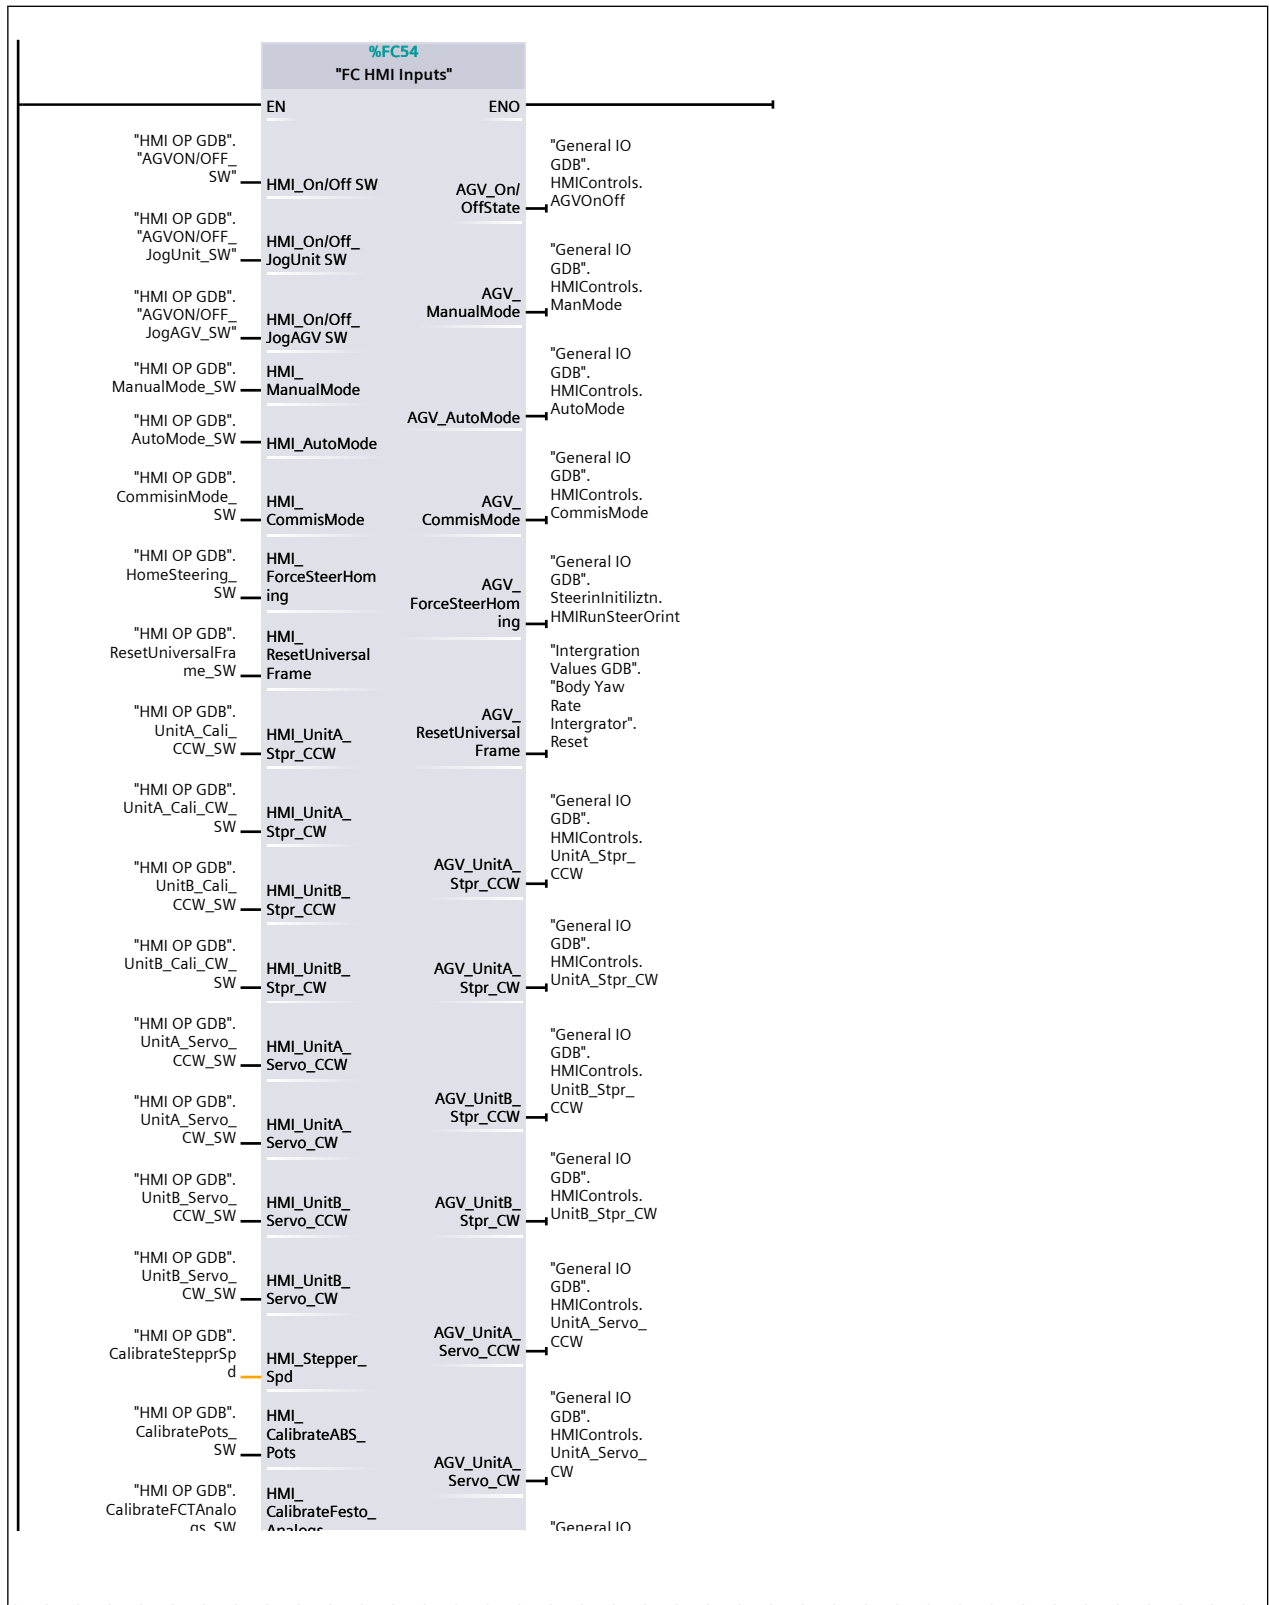 %FC54
"FC HMI Inputs"
EN
ENO
"HMI OP GDB".
"AGVON/OFF_
SW"
HMI_On/Off SW
"HMI OP GDB".
"AGVON/OFF_
JogUnit_SW"
HMI_On/Off_
JogUnit SW
"HMI OP GDB".
"AGVON/OFF_
JogAGV_SW"
HMI_On/Off_
JogAGV SW
"HMI OP GDB".
ManualMode_SW
HMI_
ManualMode
"HMI OP GDB".
AutoMode_SW
HMI_AutoMode
"HMI OP GDB".
CommisinMode_
SW
HMI_
CommisMode
"HMI OP GDB".
HomeSteering_
SW
HMI_
ForceSteerHom
ing
"HMI OP GDB".
ResetUniversalFra
me_SW
HMI_
ResetUniversal
Frame
"HMI OP GDB".
UnitA_Cali_
CCW_SW
HMI_UnitA_
Stpr_CCW
"HMI OP GDB".
UnitA_Cali_CW_
SW
HMI_UnitA_
Stpr_CW
"HMI OP GDB".
UnitB_Cali_
CCW_SW
HMI_UnitB_
Stpr_CCW
"HMI OP GDB".
UnitB_Cali_CW_
SW
HMI_UnitB_
Stpr_CW
"HMI OP GDB".
UnitA_Servo_
CCW_SW
HMI_UnitA_
Servo_CCW
"HMI OP GDB".
UnitA_Servo_
CW_SW
HMI_UnitA_
Servo_CW
"HMI OP GDB".
UnitB_Servo_
CCW_SW
HMI_UnitB_
Servo_CCW
"HMI OP GDB".
UnitB_Servo_
CW_SW
HMI_UnitB_
Servo_CW
"HMI OP GDB".
CalibrateStepprSp
d
HMI_Stepper_
Spd
"HMI OP GDB".
CalibratePots_
SW
HMI_
CalibrateABS_
Pots
"HMI OP GDB".
CalibrateFCTAnalo
gs_SW
HMI_
CalibrateFesto_
Analogs
AGV_On/
OffState
"General IO
GDB".
HMIControls.
AGVOnOff
AGV_
ManualMode
"General IO
GDB".
HMIControls.
ManMode
AGV_AutoMode
"General IO
GDB".
HMIControls.
AutoMode
AGV_
CommisMode
"General IO
GDB".
HMIControls.
CommisMode
AGV_
ForceSteerHom
ing
"General IO
GDB".
SteerinInitiliztn.
HMIRunSteerOrint
AGV_
ResetUniversal
Frame
"Intergration
Values GDB".
"Body Yaw
Rate
Intergrator".
Reset
AGV_UnitA_
Stpr_CCW
"General IO
GDB".
HMIControls.
UnitA_Stpr_
CCW
AGV_UnitA_
Stpr_CW
"General IO
GDB".
HMIControls.
UnitA_Stpr_CW
AGV_UnitB_
Stpr_CCW
"General IO
GDB".
HMIControls.
UnitB_Stpr_
CCW
AGV_UnitB_
Stpr_CW
"General IO
GDB".
HMIControls.
UnitB_Stpr_CW
AGV_UnitA_
Servo_CCW
"General IO
GDB".
HMIControls.
UnitA_Servo_
CCW
AGV_UnitA_
Servo_CW
"General IO
GDB".
HMIControls.
UnitA_Servo_
CW
"General IO